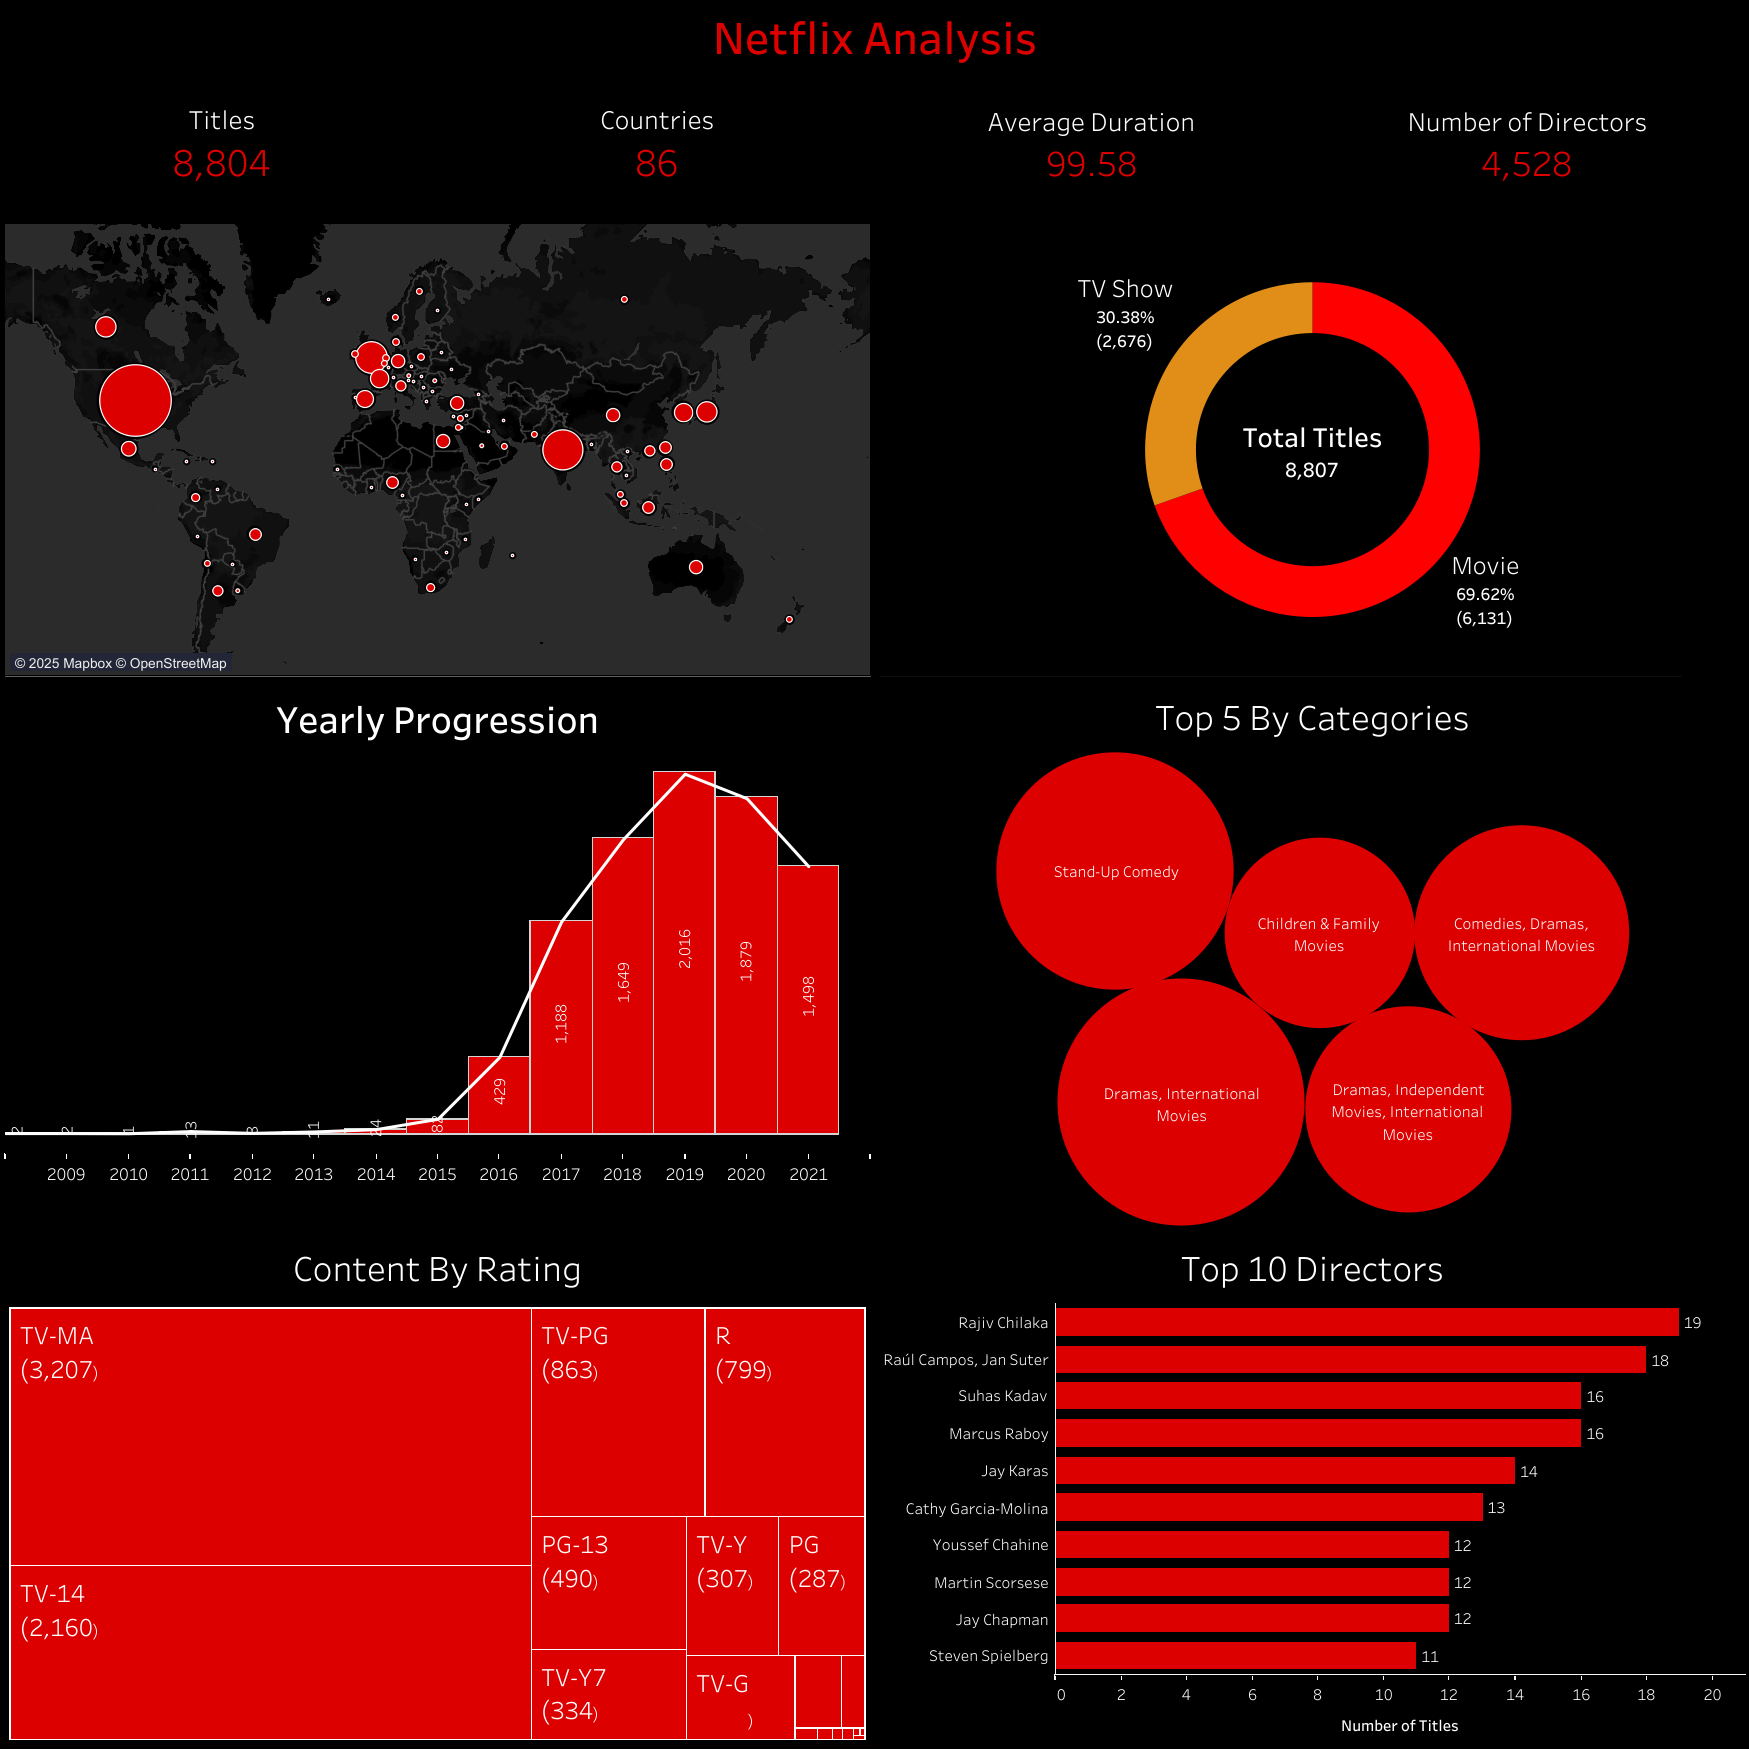 Netflix Analysis
Titles
8,804
Countries
86
Average Duration
99.58
Number of Directors
4,528
© 2025 Mapbox © OpenStreetMap
TV Show
30.38%
(2,676)
Total Titles
8,807
Movie
69.62%
(6,131)
Yearly Progression
2
2
1
13
3
11
24
429
1,188
1,649
2,016
1,879
1,498
2009 2010 2011 2012 2013 2014 2015 2016 2017 2018 2019 2020 2021
Top 5 By Categories
Stand-Up Comedy
Children & Family
Movies
Comedies, Dramas,
International Movies
Dramas, International
Movies
Dramas, Independent
Movies, International
Movies
Content By Rating
TV-MA
(3,207)
TV-14
(2,160)
TV-PG
(863)
R
(799)
PG-13
(490)
TV-Y
(307)
PG
(287)
TV-Y7
(334)
TV-G
)
Top 10 Directors
Rajiv Chilaka 19
Raúl Campos, Jan Suter 18
Suhas Kadav 16
Marcus Raboy 16
Jay Karas 14
Cathy Garcia-Molina 13
Youssef Chahine 12
Martin Scorsese 12
Jay Chapman 12
Steven Spielberg 11
0 2 4 6 8 10 12 14 16 18 20
Number of Titles